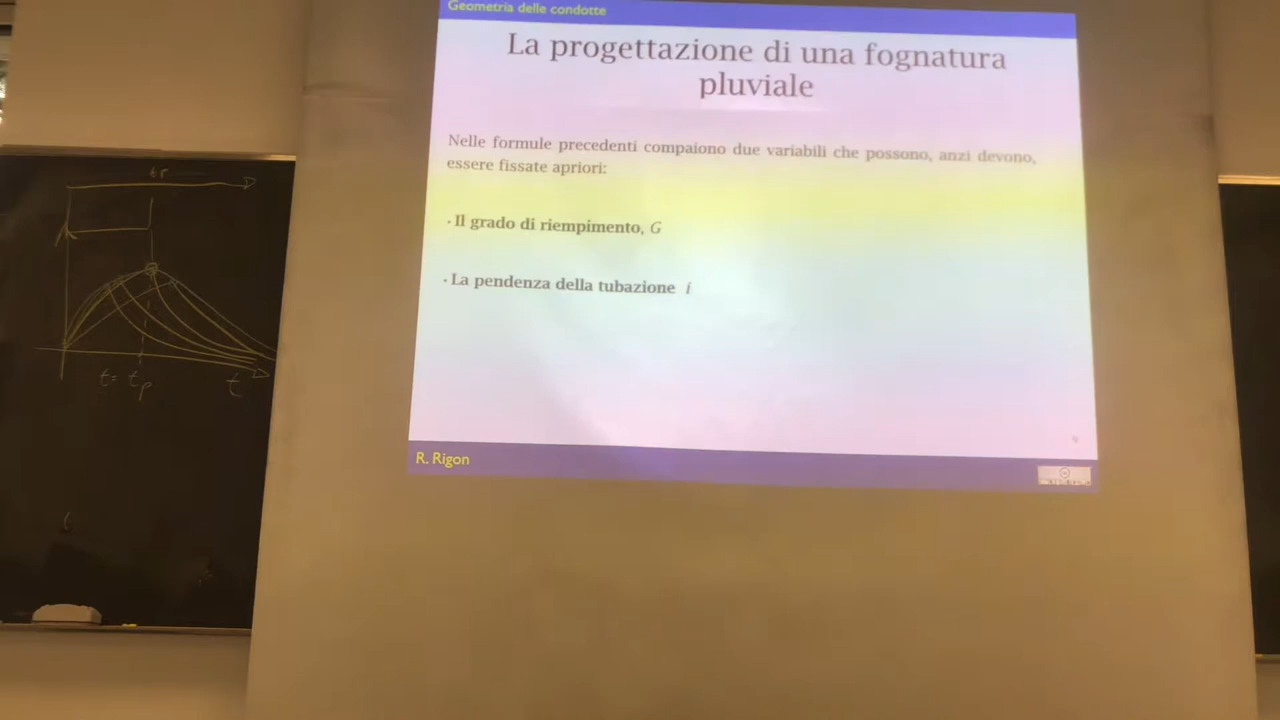 Geometria delle condotte
La progettazione di una fognatura
pluviale
Nelle formule precedenti compaiono due variabili che possono, anzi devono,
essere fissate apriori:
· Il grado di riempimento, G
· La pendenza della tubazione i
R. Rigon
t= tp
t